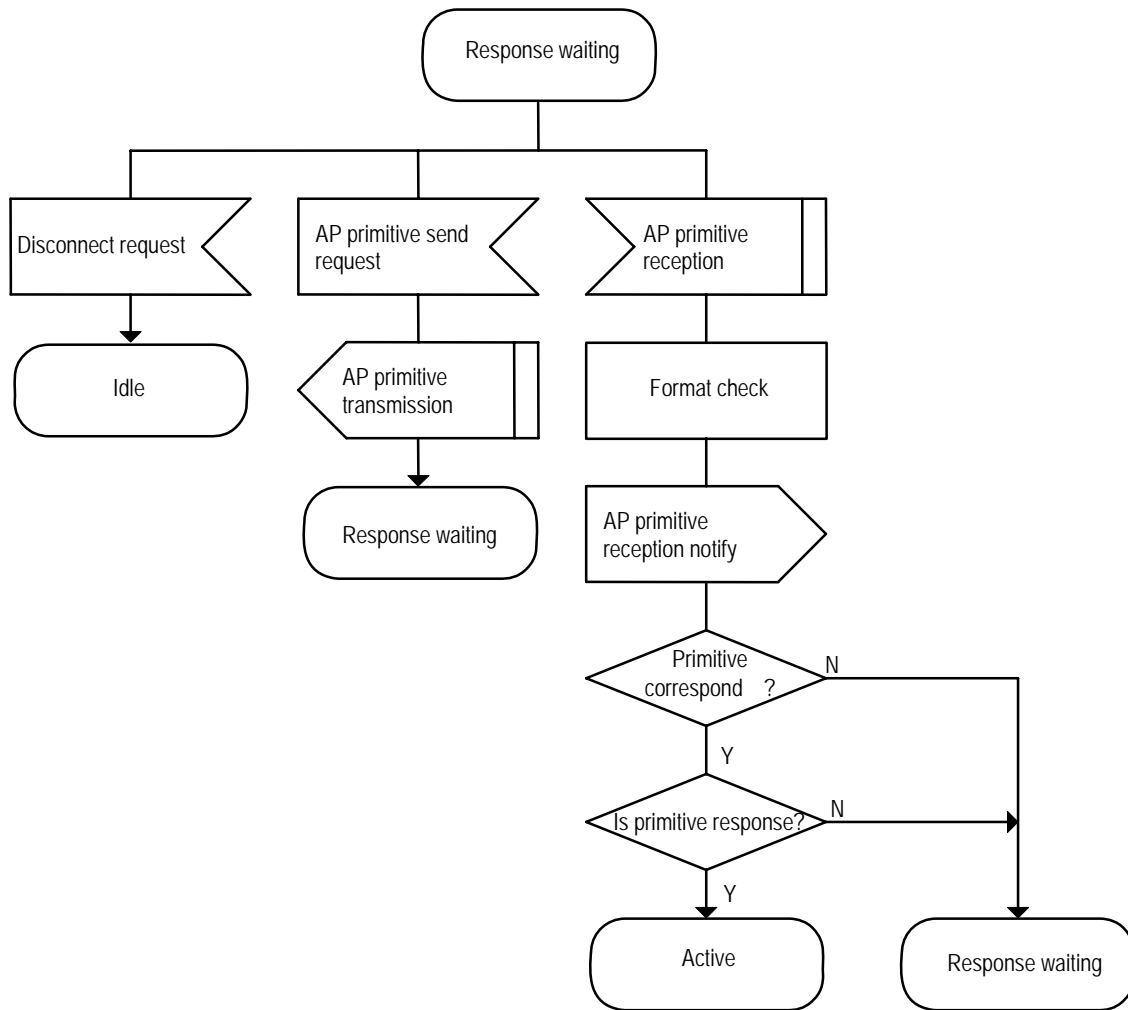 Response waiting
Disconnect request
AP primitive send
request
AP primitive
reception
Idle
AP primitive
transmission
Format check
Response waiting
AP primitive
reception notify
Primitive
correspond ?
N
Y
Is primitive response?
N
Y
Active
Response waiting